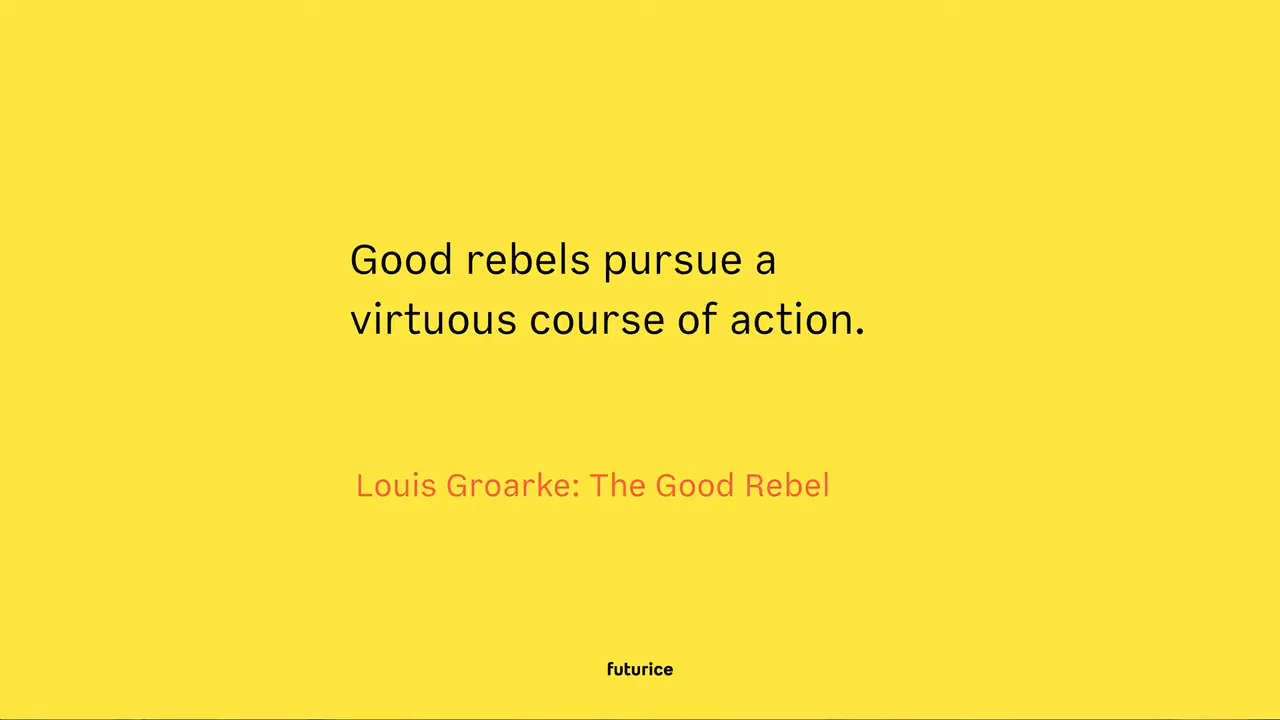 Good rebels pursue a
virtuous course of action.
Louis Groarke: The Good Rebel
futurice